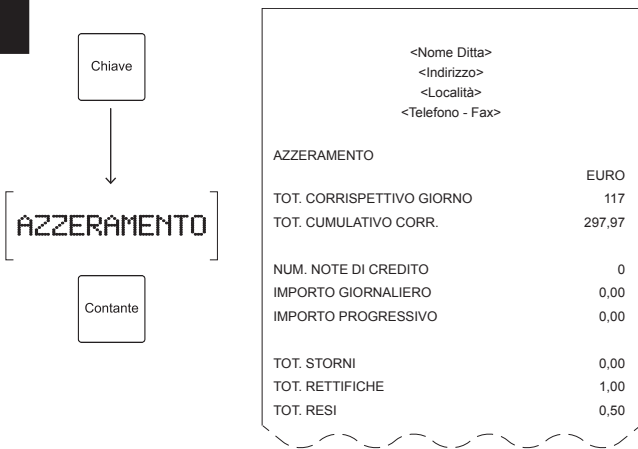 Chiave
AZZERAMENTO
Contante
<Nome Ditta>
<Indirizzo>
<Località>
<Telefono - Fax>
AZZERAMENTO
EURO
TOT. CORRISPETTIVO GIORNO 117
TOT. CUMULATIVO CORR. 297,97
NUM. NOTE DI CREDITO 0
IMPORTO GIORNALIERO 0,00
IMPORTO PROGRESSIVO 0,00
TOT. STORNI 0,00
TOT. RETTIFICHE 1,00
TOT. RESI 0,50